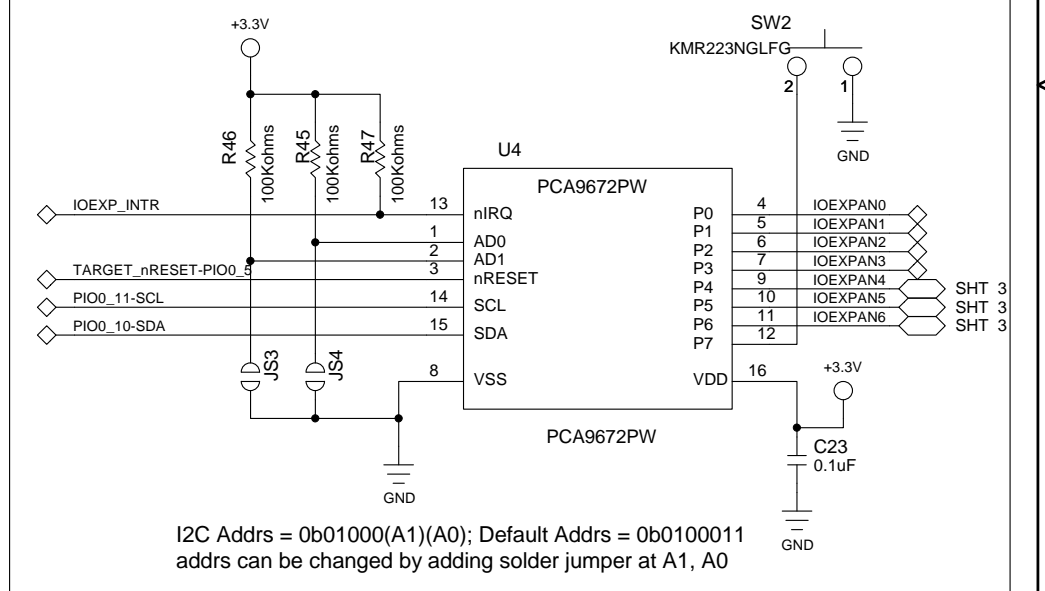 +3.3V
SW2
KMR223NGLFG
2
1
GND
R46
100Kohms
R45
100Kohms
R47
100Kohms
U4
PCA9672PW
IOEXP_INTR
13
nIRQ
1
AD0
2
AD1
TARGET_nRESET-PIO0_5
3
nRESET
PIO0_11-SCL
14
SCL
PIO0_10-SDA
15
SDA
8
VSS
P0
4
IOEXPAN0
P1
5
IOEXPAN1
P2
6
IOEXPAN2
P3
7
IOEXPAN3
P4
9
IOEXPAN4
SHT 3
P5
10
IOEXPAN5
SHT 3
P6
11
IOEXPAN6
SHT 3
P7
12
VDD
16
+3.3V
JS3
JS4
PCA9672PW
C23
0.1uF
GND
GND
I2C Addrs = 0b01000(A1)(A0); Default Addrs = 0b0100011
addrs can be changed by adding solder jumper at A1, A0